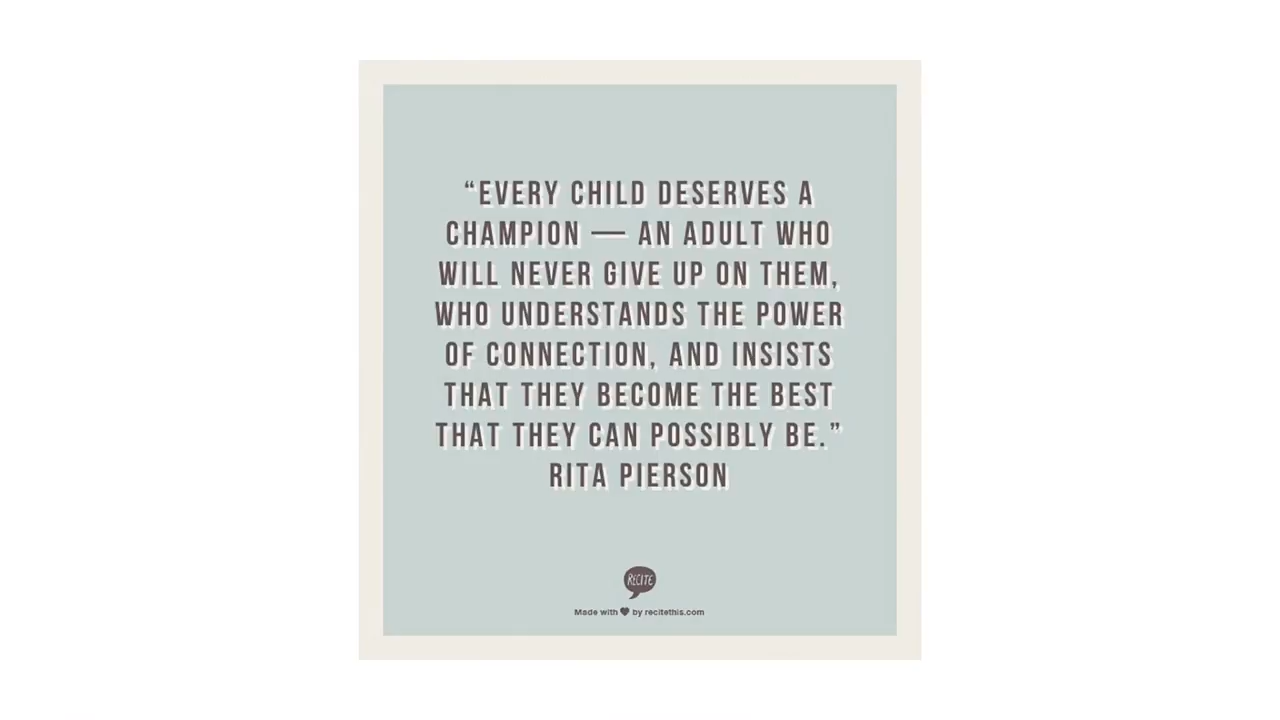 “EVERY CHILD DESERVES A
CHAMPION — AN ADULT WHO
WILL NEVER GIVE UP ON THEM,
WHO UNDERSTANDS THE POWER
OF CONNECTION, AND INSISTS
THAT THEY BECOME THE BEST
THAT THEY CAN POSSIBLY BE.”
RITA PIERSON
RECITE
Made with ♥ by recitethis.com